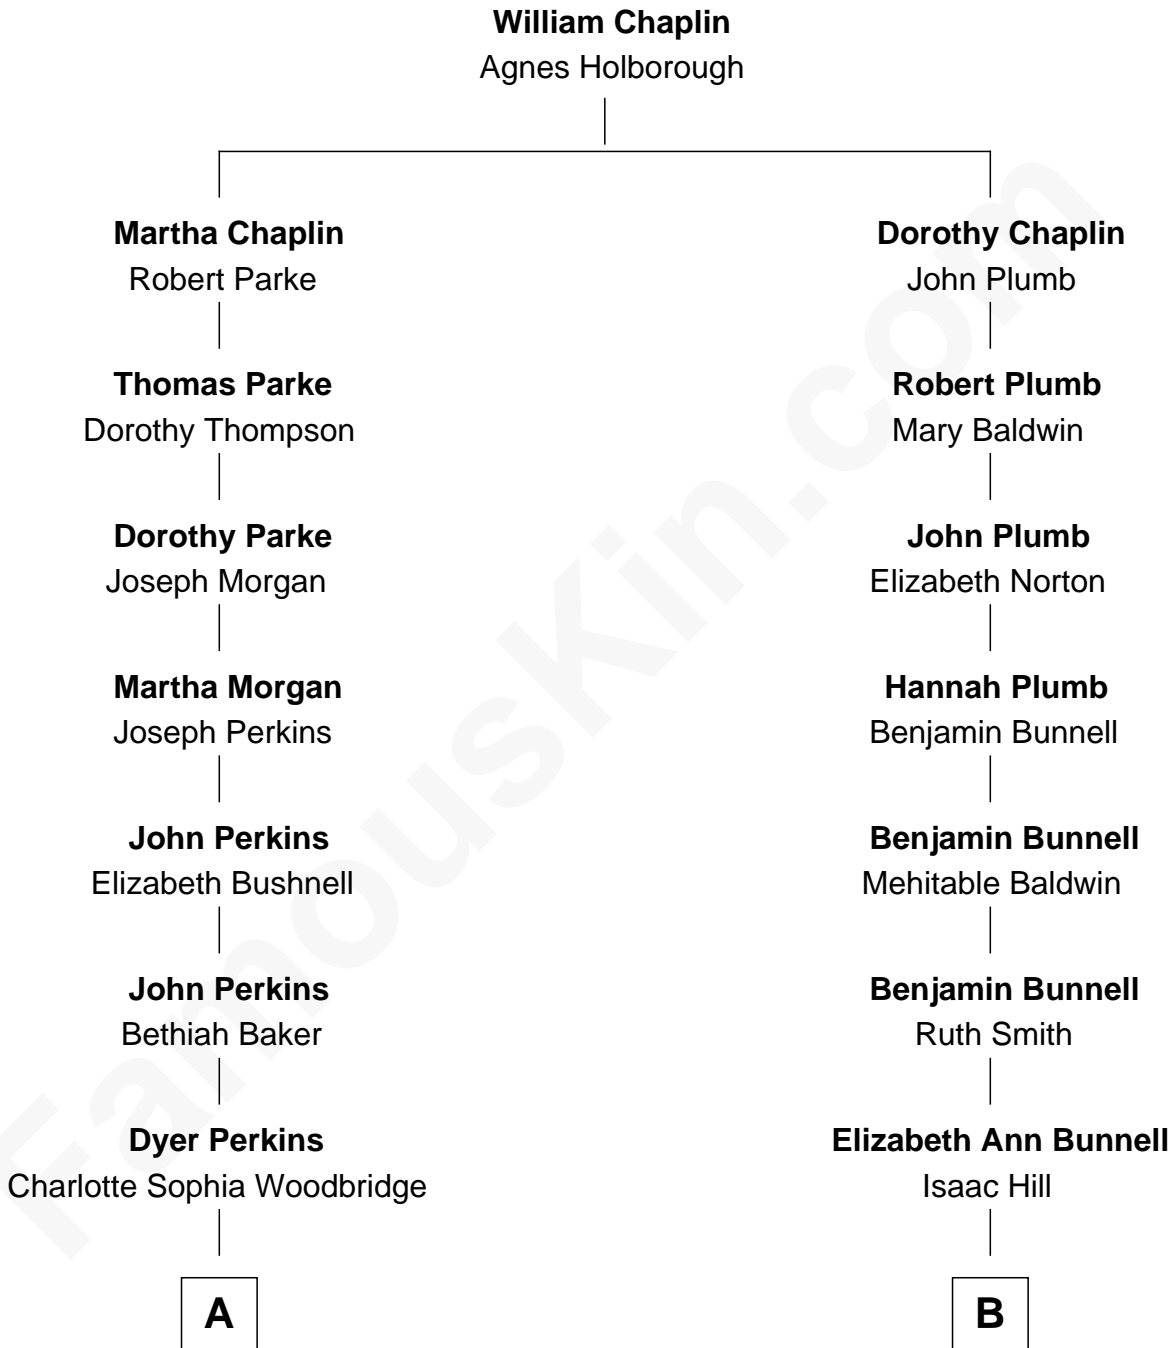 William Chaplin
Agnes Holborough
Martha Chaplin
Robert Parke
Dorothy Chaplin
John Plumb
Thomas Parke
Dorothy Thompson
Robert Plumb
Mary Baldwin
Dorothy Parke
Joseph Morgan
John Plumb
Elizabeth Norton
Martha Morgan
Joseph Perkins
Hannah Plumb
Benjamin Bunnell
John Perkins
Elizabeth Bushnell
Benjamin Bunnell
Mehitable Baldwin
John Perkins
Bethiah Baker
Benjamin Bunnell
Ruth Smith
Dyer Perkins
Charlotte Sophia Woodbridge
Elizabeth Ann Bunnell
Isaac Hill
A
B
FamousKin.com